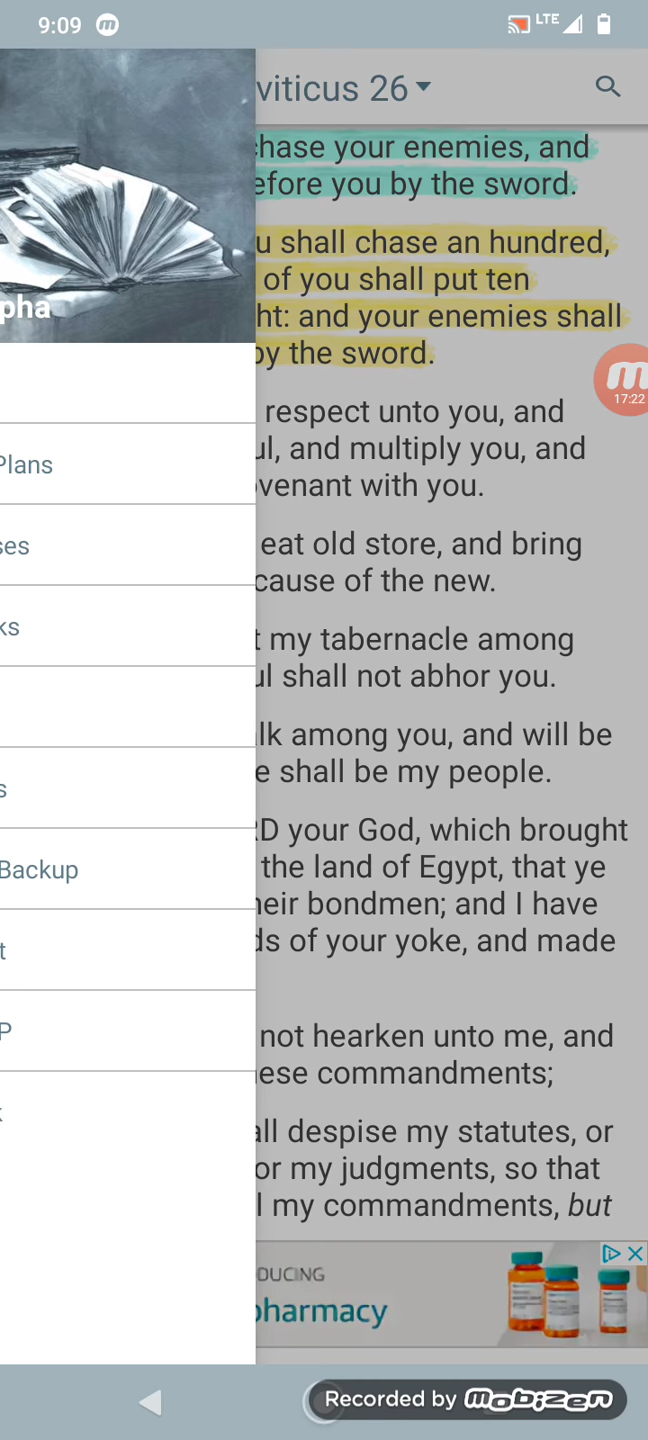 9:09
LTE
viticus 26
chase your enemies, and
efore you by the sword.
u shall chase an hundred,
of you shall put ten
ht: and your enemies shall
by the sword.
pha
17:22
respect unto you, and
ul, and multiply you, and
ovenant with you.
Plans
eat old store, and bring
cause of the new.
ses
t my tabernacle among
ul shall not abhor you.
ks
alk among you, and will be
e shall be my people.
s
RD your God, which brought
the land of Egypt, that ye
heir bondmen; and I have
ds of your yoke, and made
Backup
t
not hearken unto me, and
hese commandments;
P
all despise my statutes, or
or my judgments, so that
l my commandments, but
k
DUCING
pharmacy
Recorded by mobizen